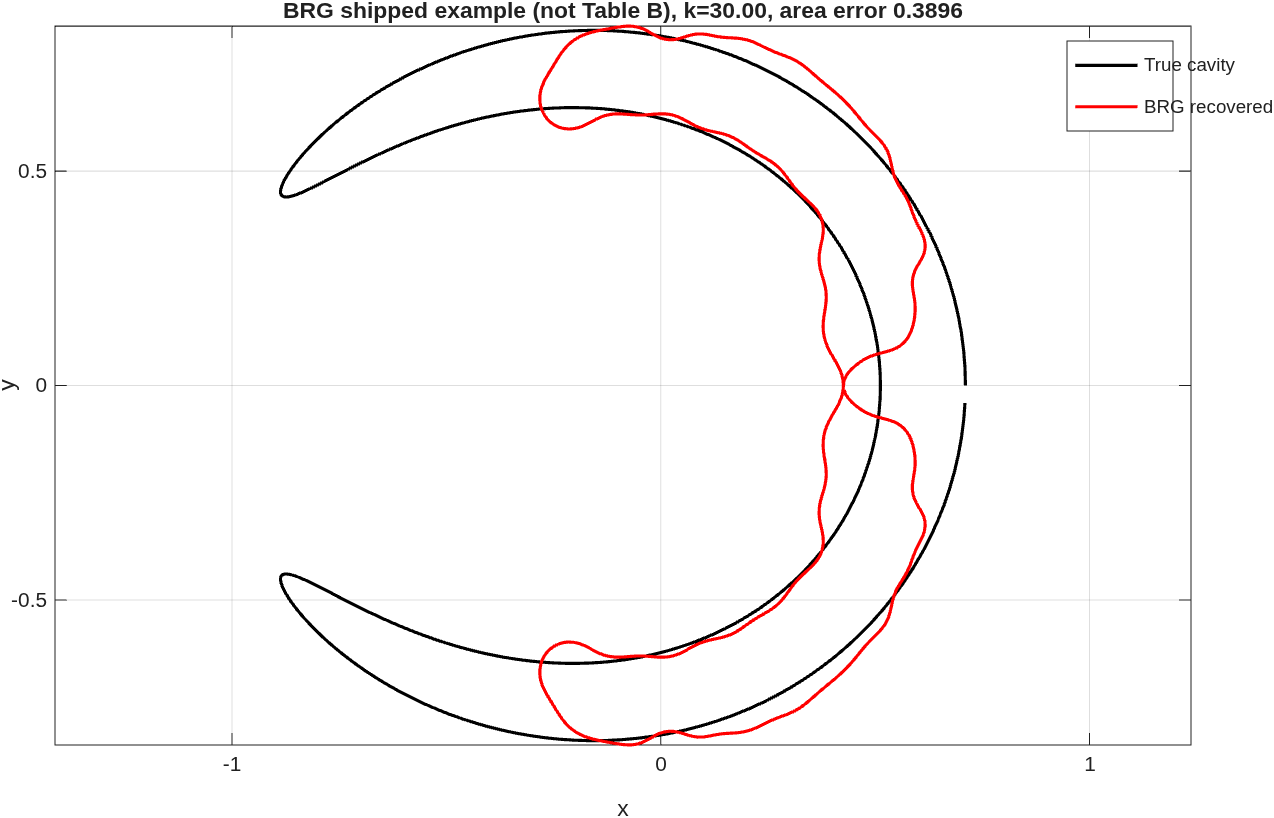 BRG shipped example (not Table B), k=30.00, area error 0.3896
True cavity
BRG recovered
0.5
0
-0.5
y
-1
0
1
x